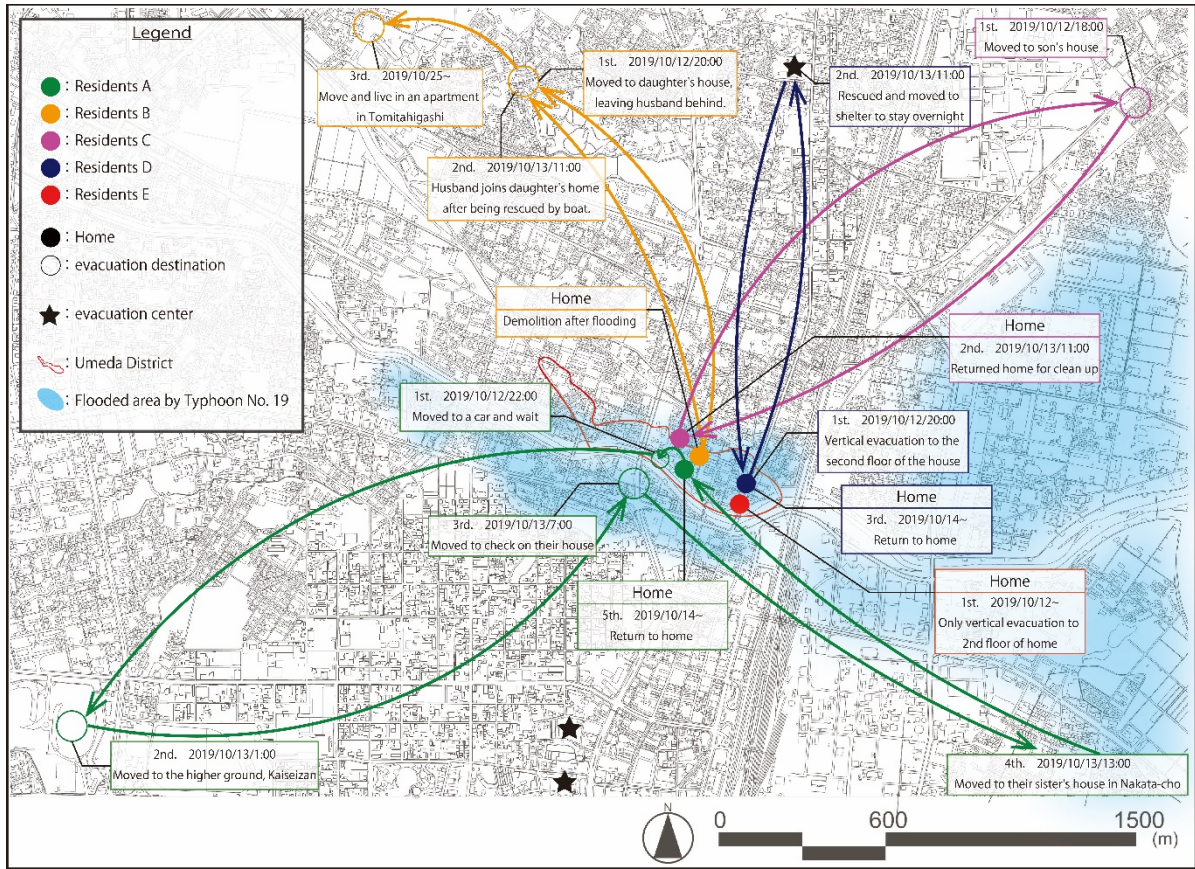 Legend
: Residents A
: Residents B
: Residents C
: Residents D
: Residents E
: Home
: evacuation destination
: evacuation center
: Umeda District
: Flooded area by Typhoon No. 19
3rd. 2019/10/25~
Move and live in an apartment
in Tomitahigashi
1st. 2019/10/12/20:00
Moved to daughter's house,
leaving husband behind.
2nd. 2019/10/13/11:00
Husband joins daughter's home
after being rescued by boat.
2nd. 2019/10/13/11:00
Rescued and moved to
shelter to stay overnight
1st. 2019/10/12/18:00
Moved to son's house
Home
Demolition after flooding
Home
2nd. 2019/10/13/11:00
Returned home for clean up
1st. 2019/10/12/22:00
Moved to a car and wait
1st. 2019/10/12/20:00
Vertical evacuation to the
second floor of the house
3rd. 2019/10/13/7:00
Moved to check on their house
Home
3rd. 2019/10/14~
Return to home
Home
5th. 2019/10/14~
Return to home
Home
1st. 2019/10/12~
Only vertical evacuation to
2nd floor of home
2nd. 2019/10/13/1:00
Moved to the higher ground, Kaiseizan
4th. 2019/10/13/13:00
Moved to their sister's house in Nakata-cho
N
0 600 1500
(m)